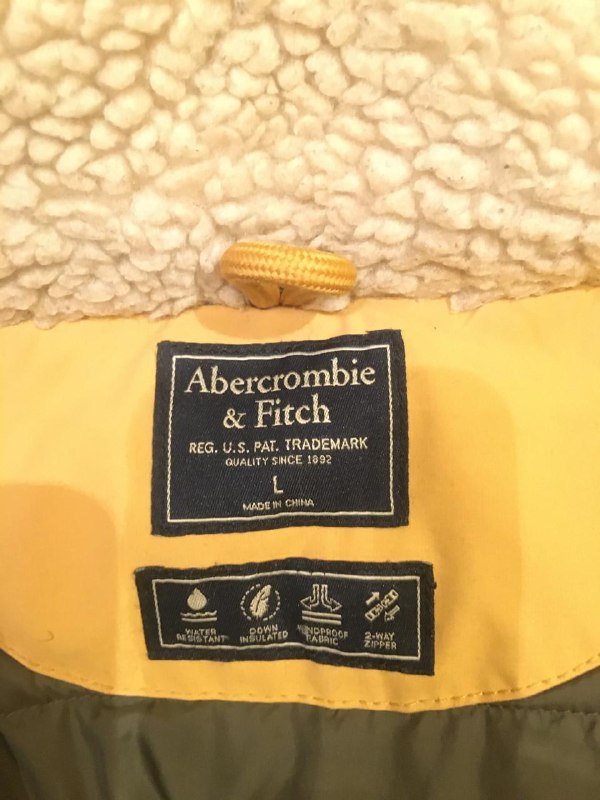 Abercrombie
& Fitch
REG. U.S. PAT. TRADEMARK
QUALITY SINCE 1892
L
MADE IN CHINA
WATER
RESISTANT
DOWN
INSULATED
WINDPROOF
FABRIC
2-WAY
ZIPPER